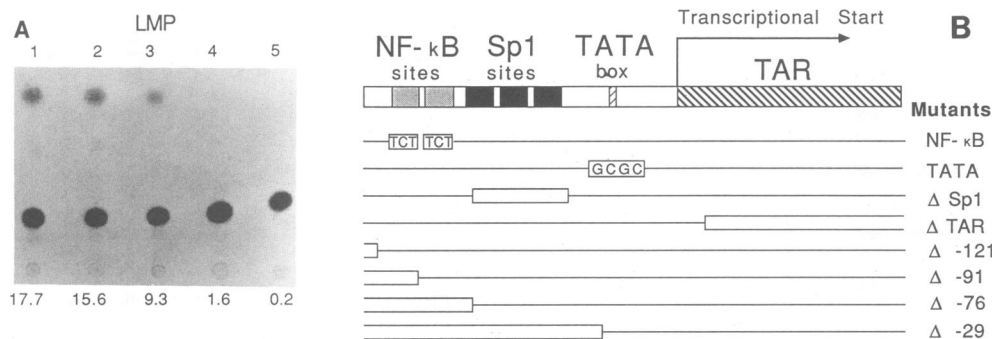 A
LMP
1 2 3 4 5
17.7 15.6 9.3 1.6 0.2
B
Transcriptional Start
NF-κB Sp1 TATA
sites sites box
TAR
Mutants
TCT TCT NF-κB
GCGC TATA
Δ Sp1
Δ TAR
Δ -121
Δ -91
Δ -76
Δ -29